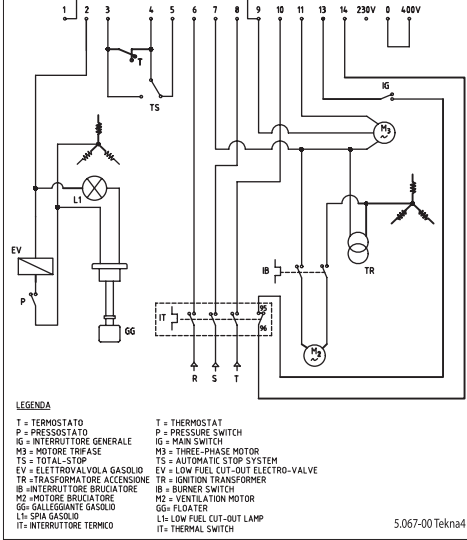 1 2 3 4 5 6 7 8 9 10 11 13 14 230V 0 400V
T
IG
TS
M3
~
L1
EV
IB
TR
P
IT
95
96
GG
M2
~
R S T
LEGENDA
T = TERMOSTATO
P = PRESSOSTATO
IG = INTERRUTTORE GENERALE
M3 = MOTORE TRIFASE
TS = TOTAL-STOP
EV = ELETTROVALVOLA GASOLIO
TR =TRASFORMATORE ACCENSIONE
IB =INTERRUTTORE BRUCIATORE
M2 =MOTORE BRUCIATORE
GG= GALLEGGIANTE GASOLIO
L1= SPIA GASOLIO
IT= INTERRUTTORE TERMICO
T = THERMOSTAT
P = PRESSURE SWITCH
IG = MAIN SWITCH
M3 = THREE-PHASE MOTOR
TS = AUTOMATIC STOP SYSTEM
EV = LOW FUEL CUT-OUT ELECTRO-VALVE
TR = IGNITION TRANSFORMER
IB = BURNER SWITCH
M2 = VENTILATION MOTOR
GG= FLOATER
L1= LOW FUEL CUT-OUT LAMP
IT= THERMAL SWITCH
5.067-00 Tekna4